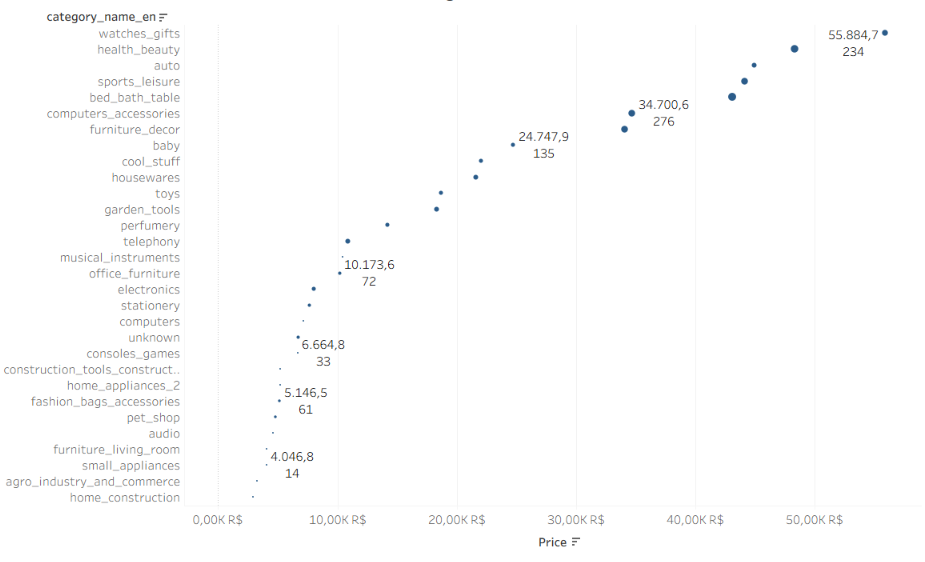 category_name_en
watches_gifts
55.884,7
234
health_beauty
auto
sports_leisure
bed_bath_table
computers_accessories
34.700,6
276
furniture_decor
baby
24.747,9
135
cool_stuff
housewares
toys
garden_tools
perfumery
telephony
musical_instruments
10.173,6
72
office_furniture
electronics
stationery
computers
unknown
6.664,8
33
consoles_games
construction_tools_construct..
home_appliances_2
5.146,5
61
fashion_bags_accessories
pet_shop
audio
furniture_living_room
4.046,8
14
small_appliances
agro_industry_and_commerce
home_construction
0,00K R$ 10,00K R$ 20,00K R$ 30,00K R$ 40,00K R$ 50,00K R$
Price